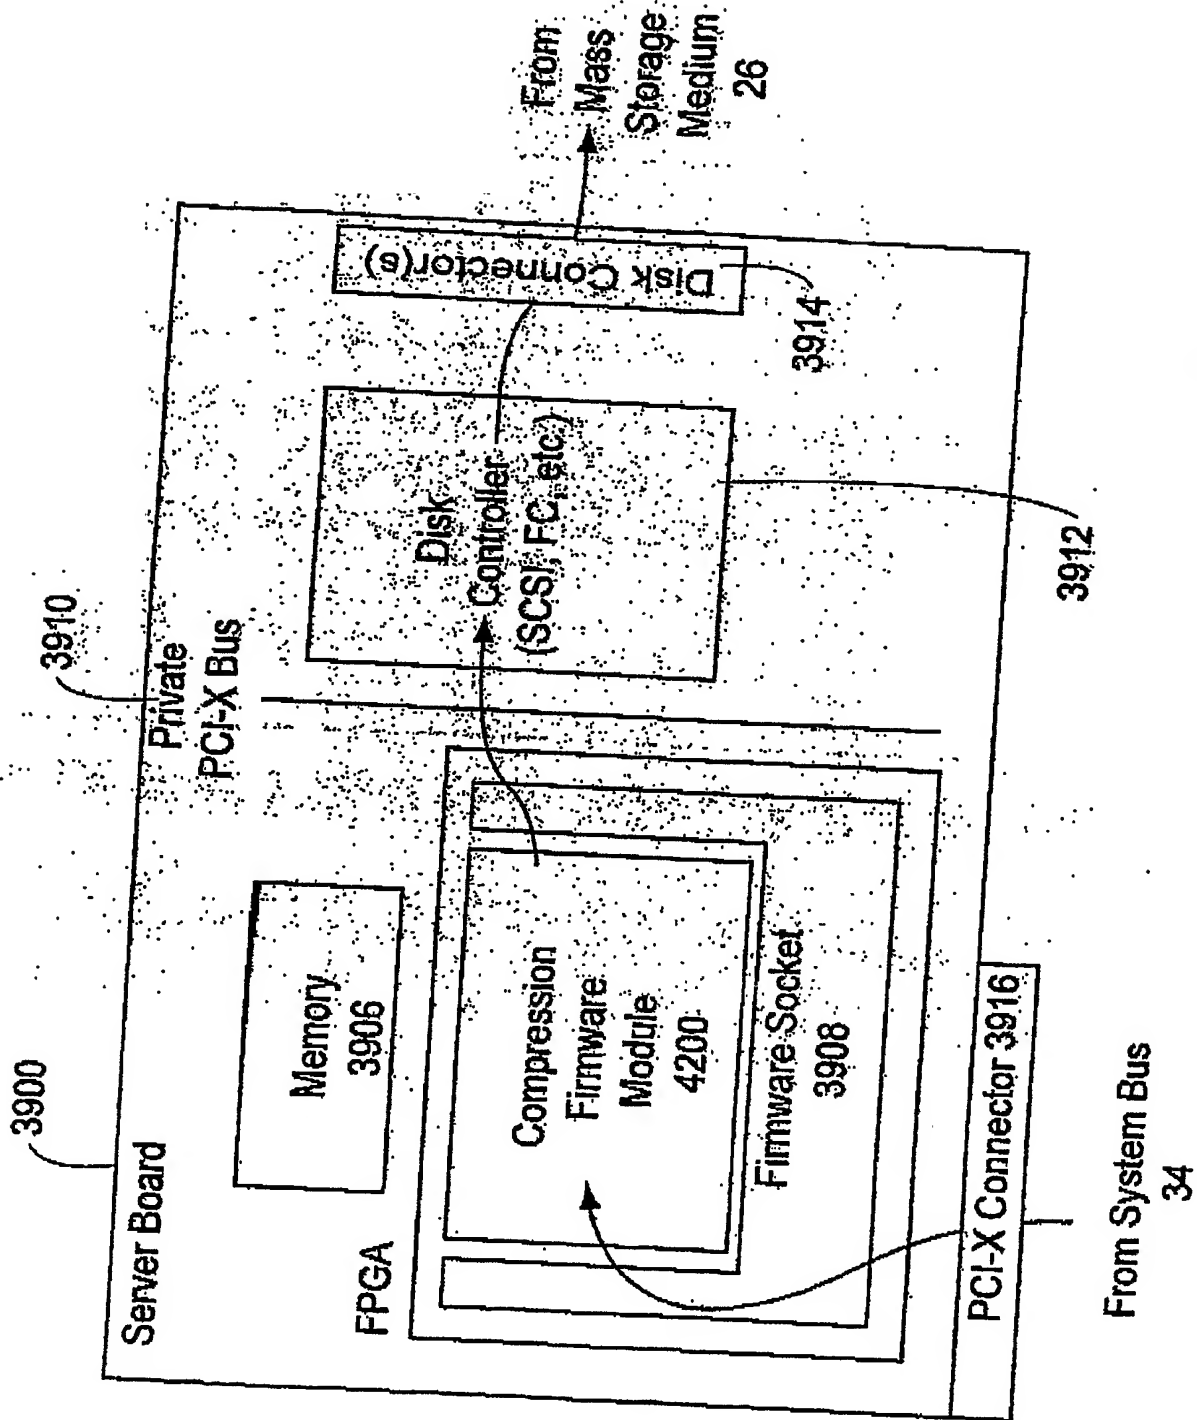 Server Board
3900
3910
Private
PCI-X Bus
Memory
3906
FPGA
Compression
Firmware
Module
4200
Firmware Socket
3908
Disk
Controller
(SCSI, FC, etc.)
3912
Disk Connector(s)
3914
From
Mass
Storage
Medium
26
PCI-X Connector 3916
From System Bus
34